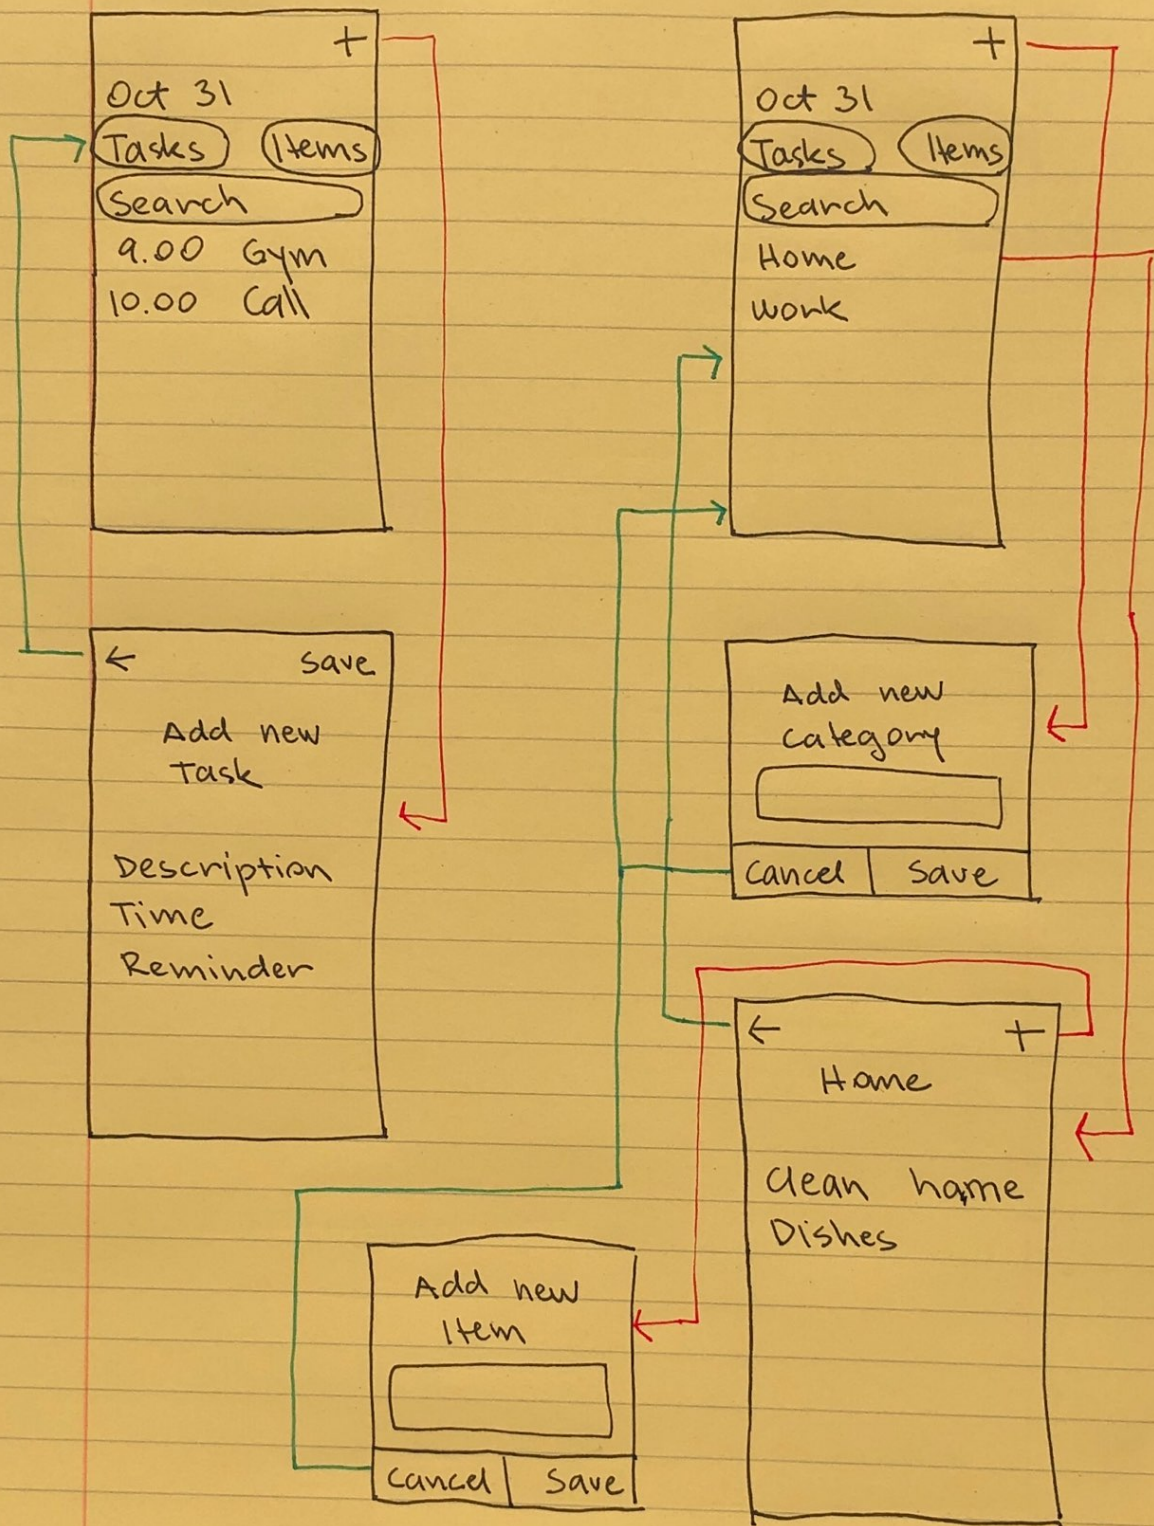 +
Oct 31
Tasks Items
Search
9.00 Gym
10.00 Call
+
Oct 31
Tasks Items
Search
Home
Work
← Save
Add new
Task
Description
Time
Reminder
Add new
category
Cancel Save
← +
Home
Clean home
Dishes
Add new
Item
Cancel Save